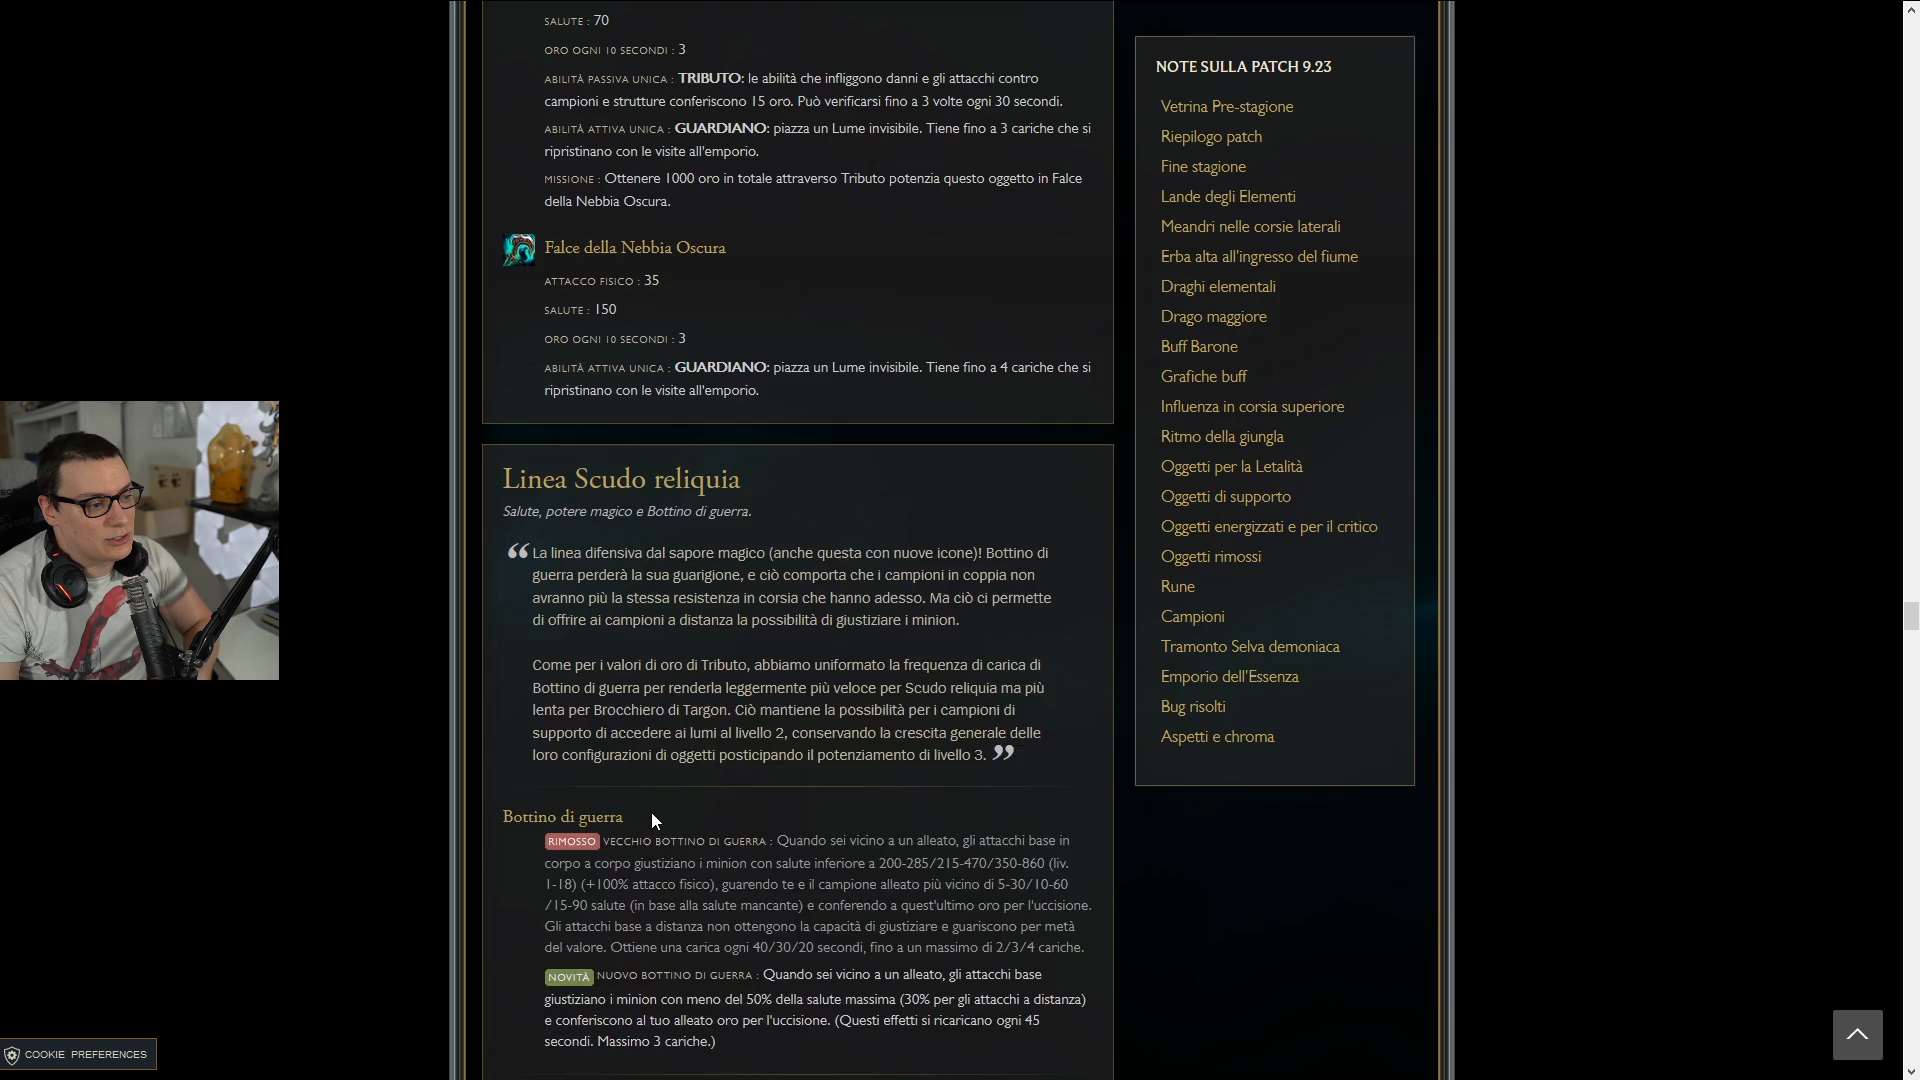 SALUTE : 70
ORO OGNI 10 SECONDI : 3
ABILITÀ PASSIVA UNICA : TRIBUTO: le abilità che infliggono danni e gli attacchi contro
campioni e strutture conferiscono 15 oro. Può verificarsi fino a 3 volte ogni 30 secondi.
ABILITÀ ATTIVA UNICA : GUARDIANO: piazza un Lume invisibile. Tiene fino a 3 cariche che si
ripristinano con le visite all'emporio.
MISSIONE : Ottenere 1000 oro in totale attraverso Tributo potenzia questo oggetto in Falce
della Nebbia Oscura.
Falce della Nebbia Oscura
ATTACCO FISICO : 35
SALUTE : 150
ORO OGNI 10 SECONDI : 3
ABILITÀ ATTIVA UNICA : GUARDIANO: piazza un Lume invisibile. Tiene fino a 4 cariche che si
ripristinano con le visite all'emporio.
Linea Scudo reliquia
Salute, potere magico e Bottino di guerra.
“ La linea difensiva dal sapore magico (anche questa con nuove icone)! Bottino di
guerra perderà la sua guarigione, e ciò comporta che i campioni in coppia non
avranno più la stessa resistenza in corsia che hanno adesso. Ma ciò ci permette
di offrire ai campioni a distanza la possibilità di giustiziare i minion.
Come per i valori di oro di Tributo, abbiamo uniformato la frequenza di carica di
Bottino di guerra per renderla leggermente più veloce per Scudo reliquia ma più
lenta per Brocchiero di Targon. Ciò mantiene la possibilità per i campioni di
supporto di accedere ai lumi al livello 2, conservando la crescita generale delle
loro configurazioni di oggetti posticipando il potenziamento di livello 3. ”
Bottino di guerra
RIMOSSO VECCHIO BOTTINO DI GUERRA : Quando sei vicino a un alleato, gli attacchi base in
corpo a corpo giustiziano i minion con salute inferiore a 200-285/215-470/350-860 (liv.
1-18) (+100% attacco fisico), guarendo te e il campione alleato più vicino di 5-30/10-60
/15-90 salute (in base alla salute mancante) e conferendo a quest'ultimo oro per l'uccisione.
Gli attacchi base a distanza non ottengono la capacità di giustiziare e guariscono per metà
del valore. Ottiene una carica ogni 40/30/20 secondi, fino a un massimo di 2/3/4 cariche.
NOVITÀ NUOVO BOTTINO DI GUERRA : Quando sei vicino a un alleato, gli attacchi base
giustiziano i minion con meno del 50% della salute massima (30% per gli attacchi a distanza)
e conferiscono al tuo alleato oro per l'uccisione. (Questi effetti si ricaricano ogni 45
secondi. Massimo 3 cariche.)
NOTE SULLA PATCH 9.23
Vetrina Pre-stagione
Riepilogo patch
Fine stagione
Lande degli Elementi
Meandri nelle corsie laterali
Erba alta all'ingresso del fiume
Draghi elementali
Drago maggiore
Buff Barone
Grafiche buff
Influenza in corsia superiore
Ritmo della giungla
Oggetti per la Letalità
Oggetti di supporto
Oggetti energizzati e per il critico
Oggetti rimossi
Rune
Campioni
Tramonto Selva demoniaca
Emporio dell'Essenza
Bug risolti
Aspetti e chroma
COOKIE PREFERENCES